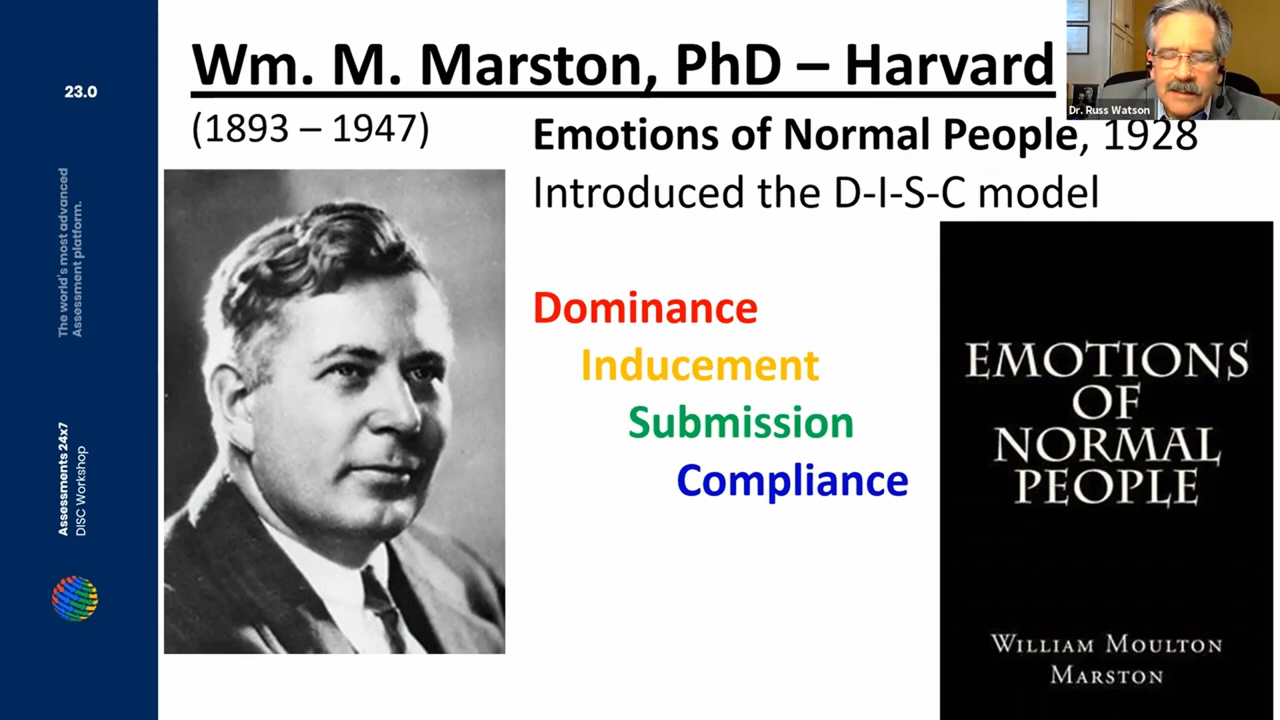 23.0
The world's most advanced
Assessment platform.
Assessments 24x7
DISC Workshop
Wm. M. Marston, PhD – Harvard
(1893 – 1947)
Emotions of Normal People, 1928
Introduced the D-I-S-C model
Dominance
Inducement
Submission
Compliance
EMOTIONS
OF
NORMAL
PEOPLE
WILLIAM MOULTON
MARSTON
Dr. Russ Watson